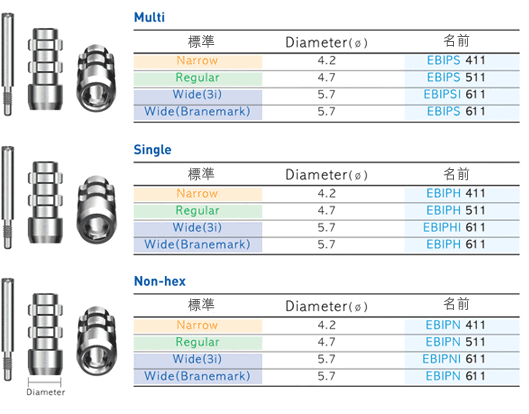 Multi
標準 Diameter(ø) 名前
Narrow 4.2 EBIPS 411
Regular 4.7 EBIPS 511
Wide(3i) 5.7 EBIPSI 611
Wide(Branemark) 5.7 EBIPS 611
Single
標準 Diameter(ø) 名前
Narrow 4.2 EBIPH 411
Regular 4.7 EBIPH 511
Wide(3i) 5.7 EBIPHI 611
Wide(Branemark) 5.7 EBIPH 611
Non-hex
標準 Diameter(ø) 名前
Narrow 4.2 EBIPN 411
Regular 4.7 EBIPN 511
Wide(3i) 5.7 EBIPNI 611
Wide(Branemark) 5.7 EBIPN 611
Diameter